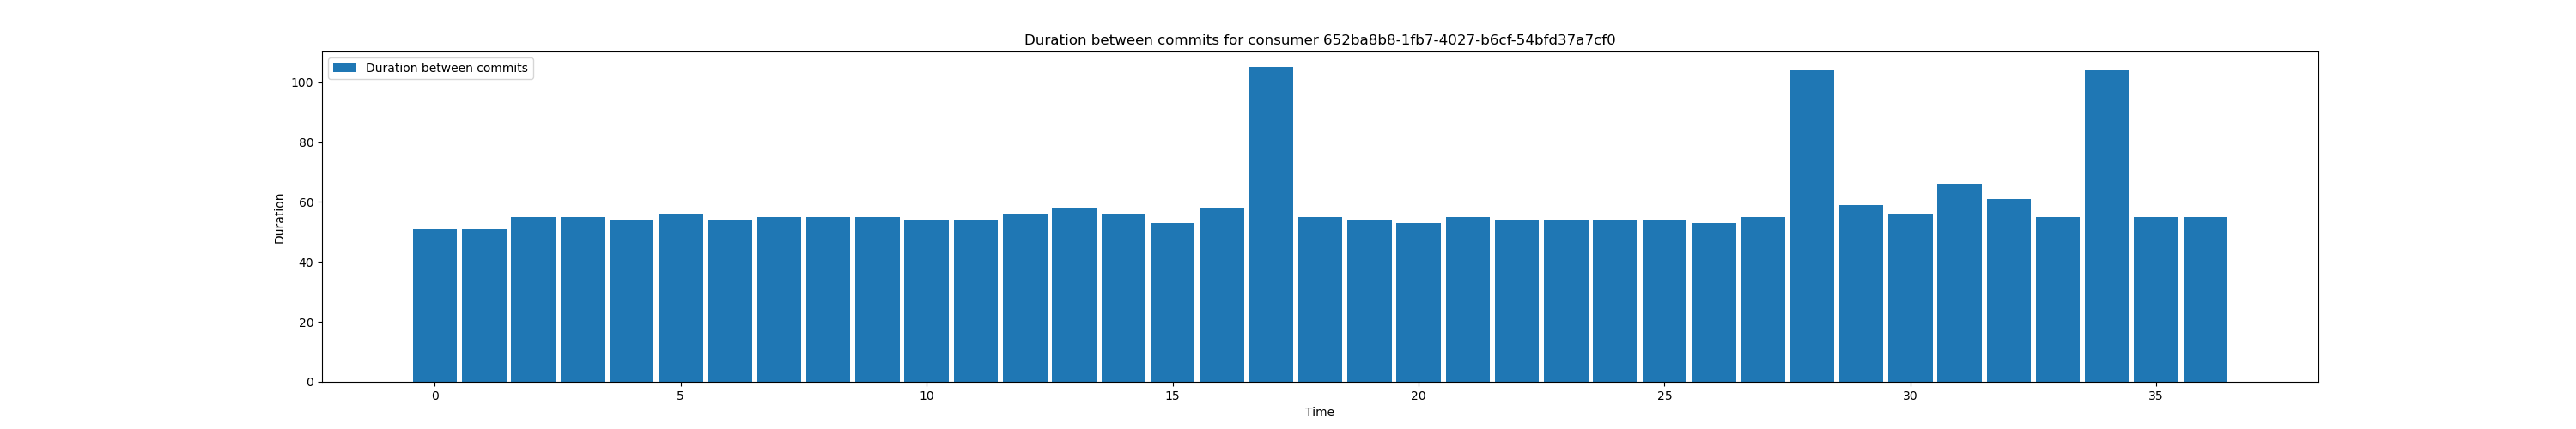 Duration between commits for consumer 652ba8b8-1fb7-4027-b6cf-54bfd37a7cf0
Duration between commits
100
80
60
40
20
0
Duration
0 5 10 15 20 25 30 35
Time